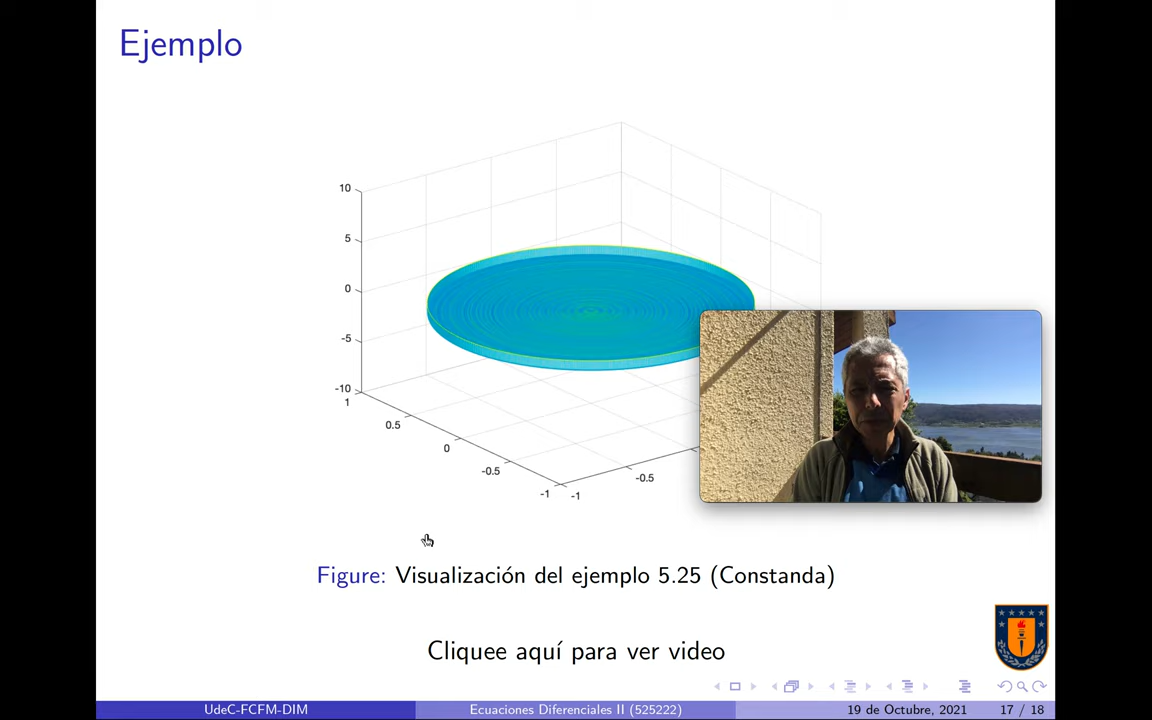 Ejemplo
10
5
0
-5
-10
1
0.5
0
-0.5
-1
-1
-0.5
Figure: Visualización del ejemplo 5.25 (Constanda)
Cliquee aquí para ver video
UdeC-FCFM-DIM
Ecuaciones Diferenciales II (525222)
19 de Octubre, 2021
17 / 18